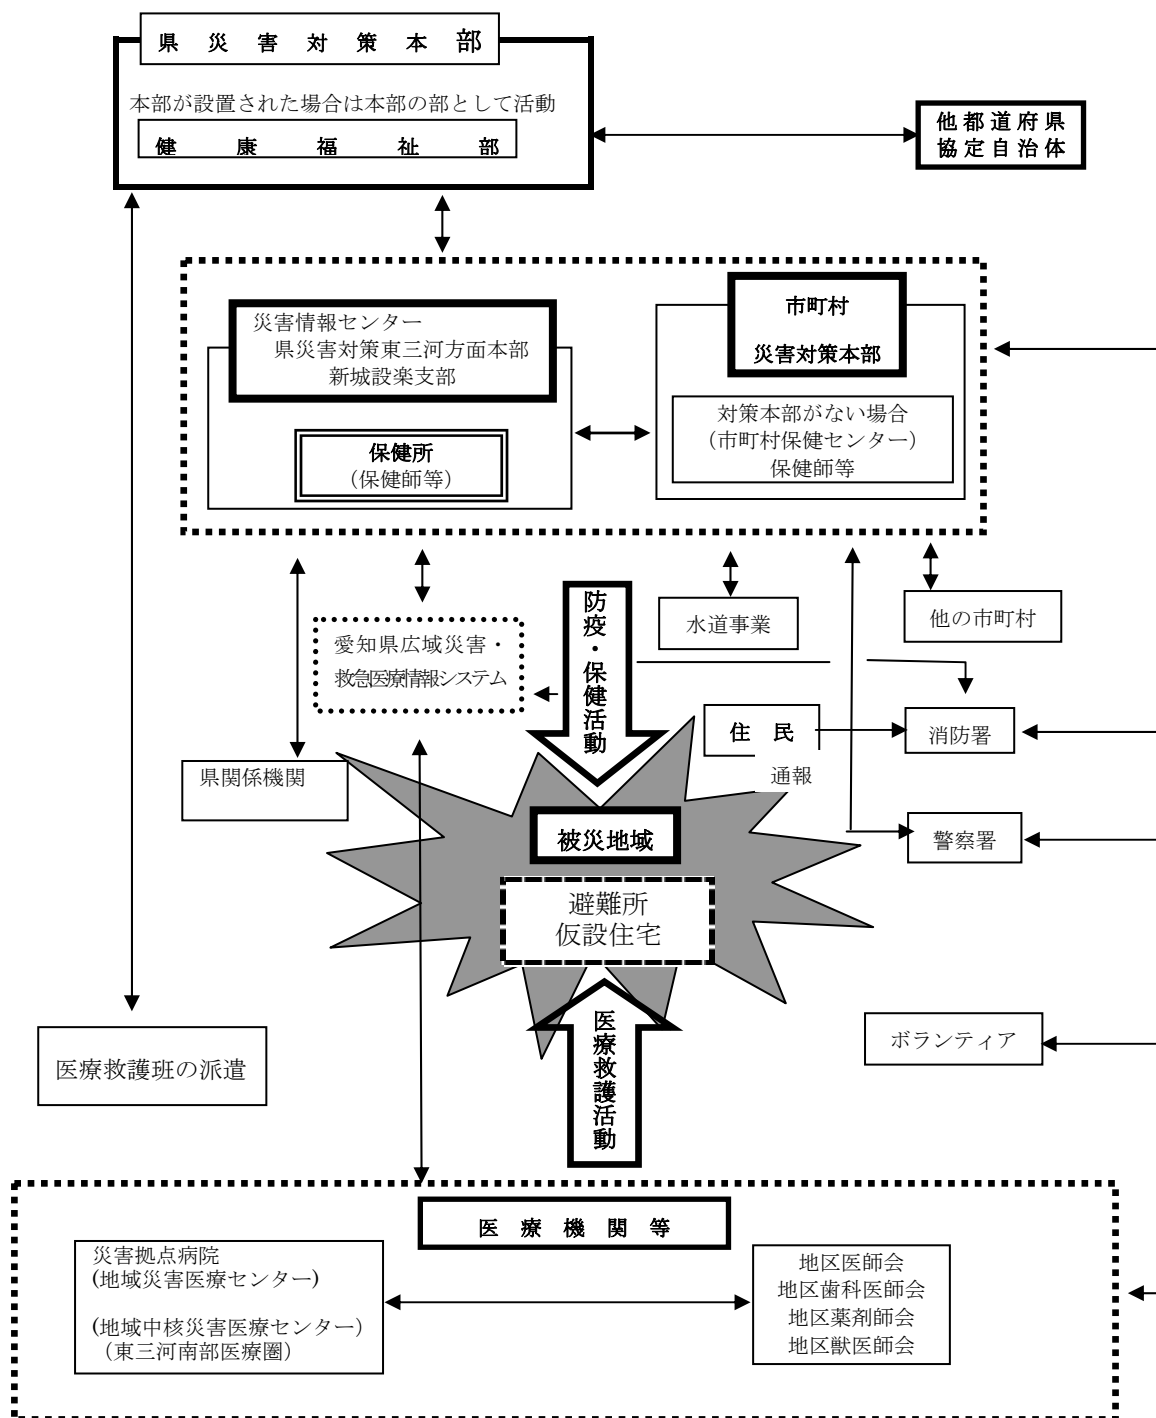 県災害対策本部
本部が設置された場合は本部の部として活動
健康福祉部
他都道府県
協定自治体
災害情報センター
県災害対策東三河方面本部
新城設楽支部
保健所
（保健師等）
市町村
災害対策本部
対策本部がない場合
（市町村保健センター）
保健師等
愛知県広域災害・
救急医療情報システム
防疫・保健活動
水道事業
他の市町村
住民
通報
消防署
県関係機関
警察署
被災地域
避難所
仮設住宅
医療救護班の派遣
医療救護活動
ボランティア
医療機関等
災害拠点病院
(地域災害医療センター)
(地域中核災害医療センター）
（東三河南部医療圏）
地区医師会
地区歯科医師会
地区薬剤師会
地区獣医師会